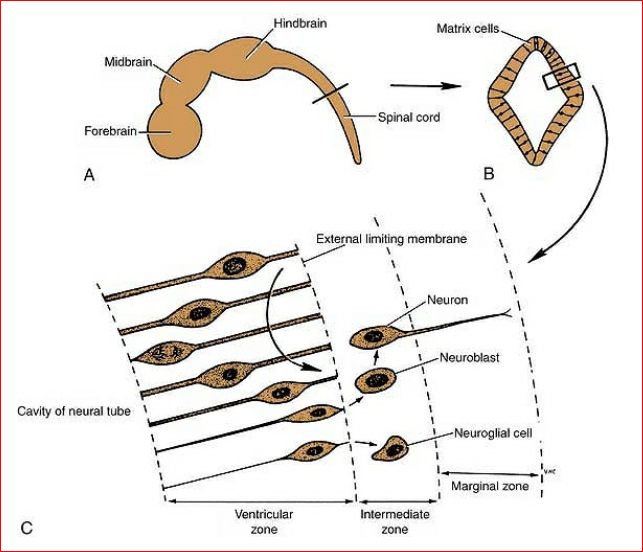 Hindbrain
Midbrain
Forebrain
Spinal cord
A
Matrix cells
B
External limiting membrane
Neuron
Neuroblast
Cavity of neural tube
Neuroglial cell
Marginal zone
Ventricular
zone
Intermediate
zone
C